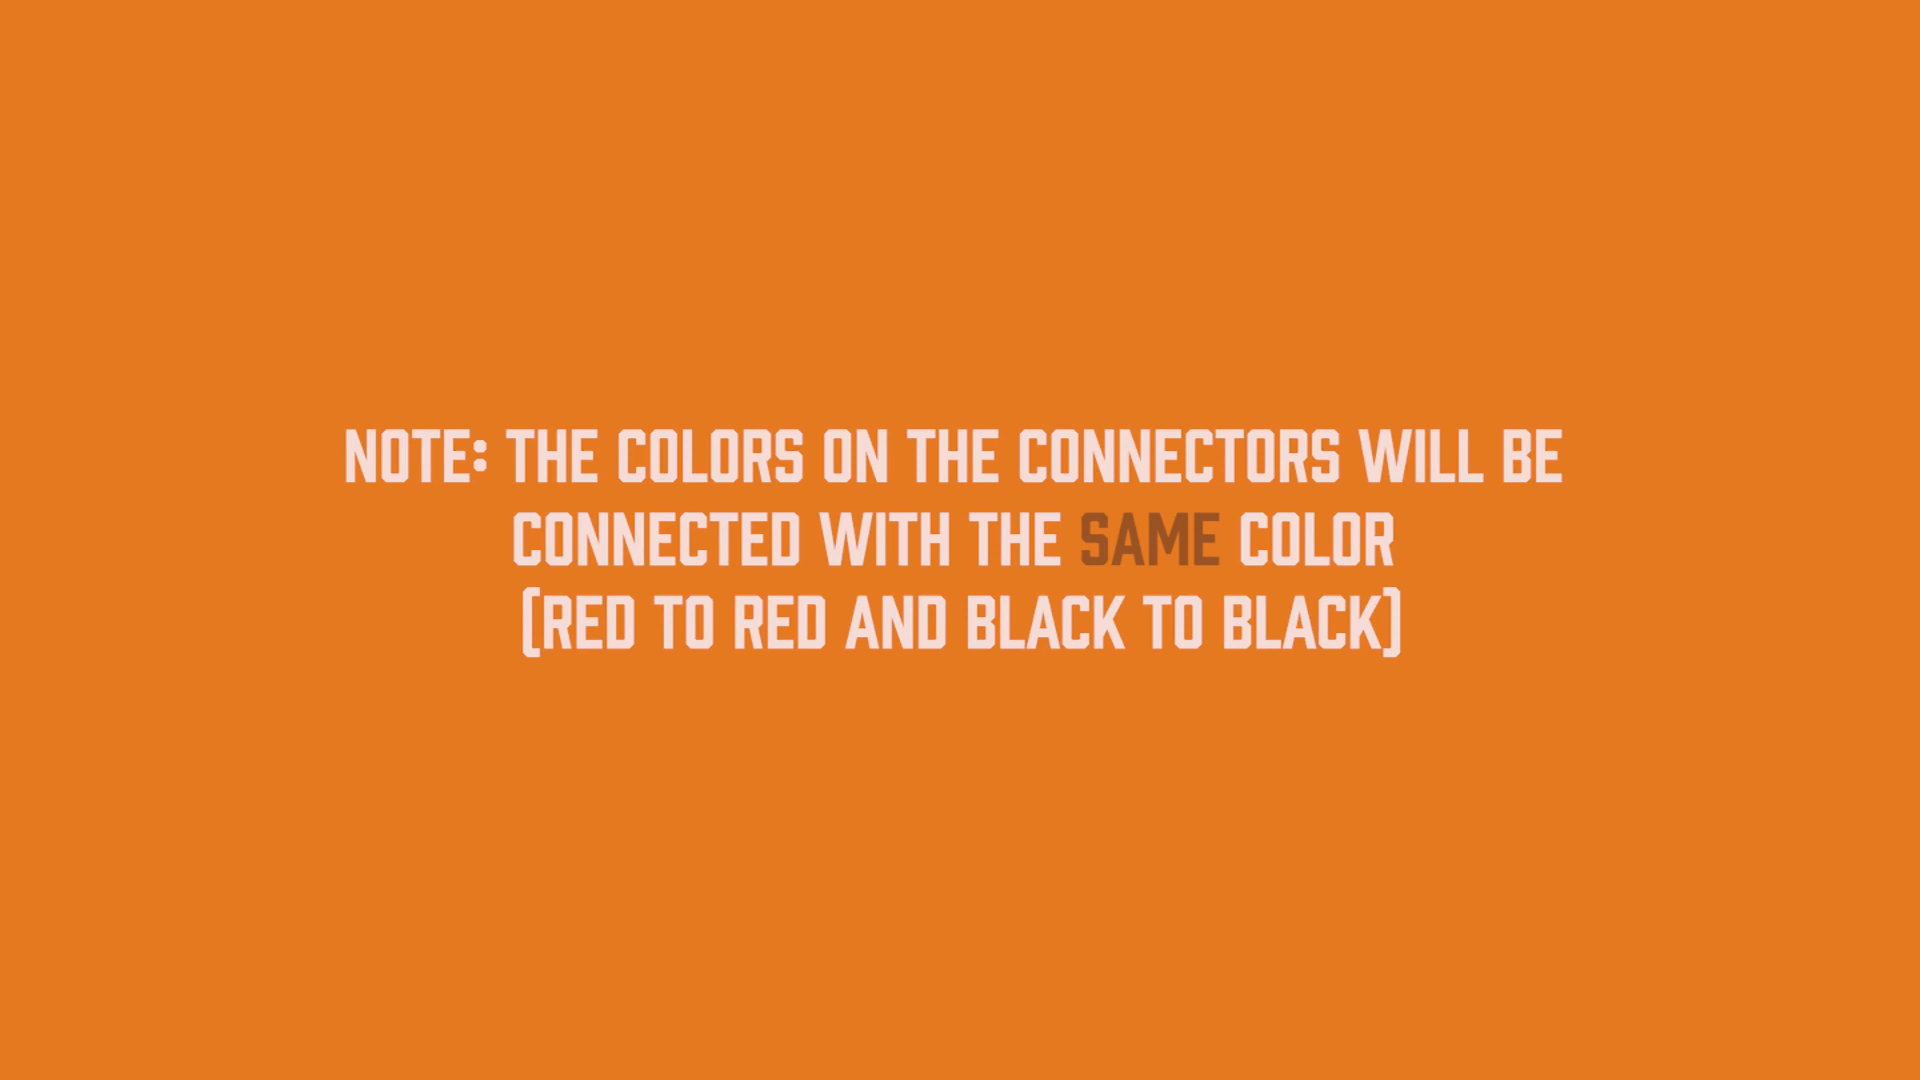 NOTE: THE COLORS ON THE CONNECTORS WILL BE
CONNECTED WITH THE SAME COLOR
[RED TO RED AND BLACK TO BLACK]